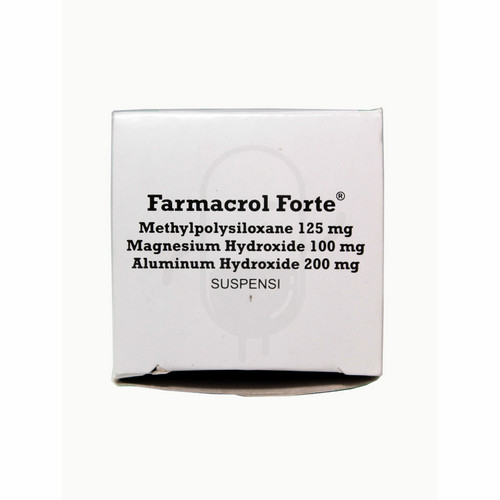 Farmacrol Forte®
Methylpolysiloxane 125 mg
Magnesium Hydroxide 100 mg
Aluminum Hydroxide 200 mg
SUSPENSI